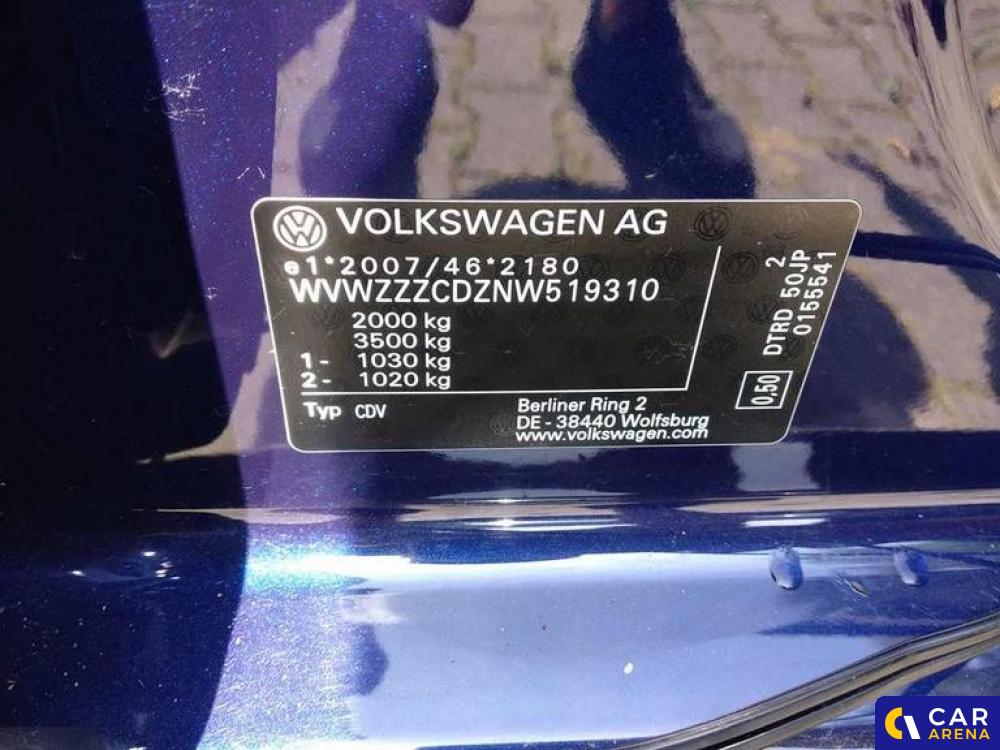 VOLKSWAGEN AG
e1*2007/46*2180
WVWZZZCDZNW519310
2000 kg
3500 kg
1- 1030 kg
2- 1020 kg
Typ CDV
Berliner Ring 2
DE - 38440 Wolfsburg
www.volkswagen.com
2
DTRD 50JP
0155541
0,50
CAR
ARENA